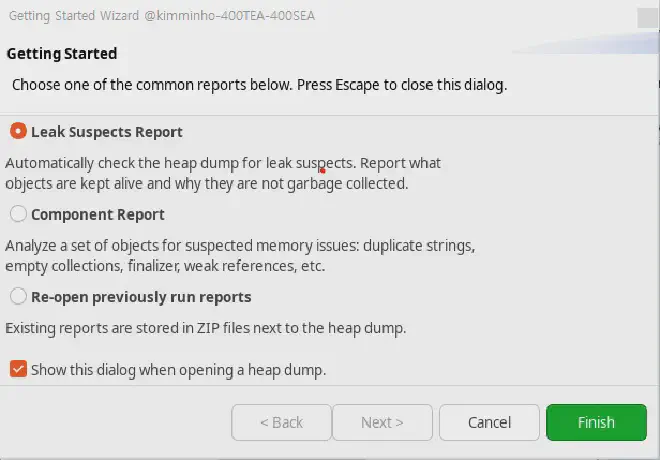 Getting Started Wizard @kimminho-400TEA-400SEA
Getting Started
Choose one of the common reports below. Press Escape to close this dialog.
Leak Suspects Report
Automatically check the heap dump for leak suspects. Report what
objects are kept alive and why they are not garbage collected.
Component Report
Analyze a set of objects for suspected memory issues: duplicate strings,
empty collections, finalizer, weak references, etc.
Re-open previously run reports
Existing reports are stored in ZIP files next to the heap dump.
Show this dialog when opening a heap dump.
< Back Next > Cancel Finish